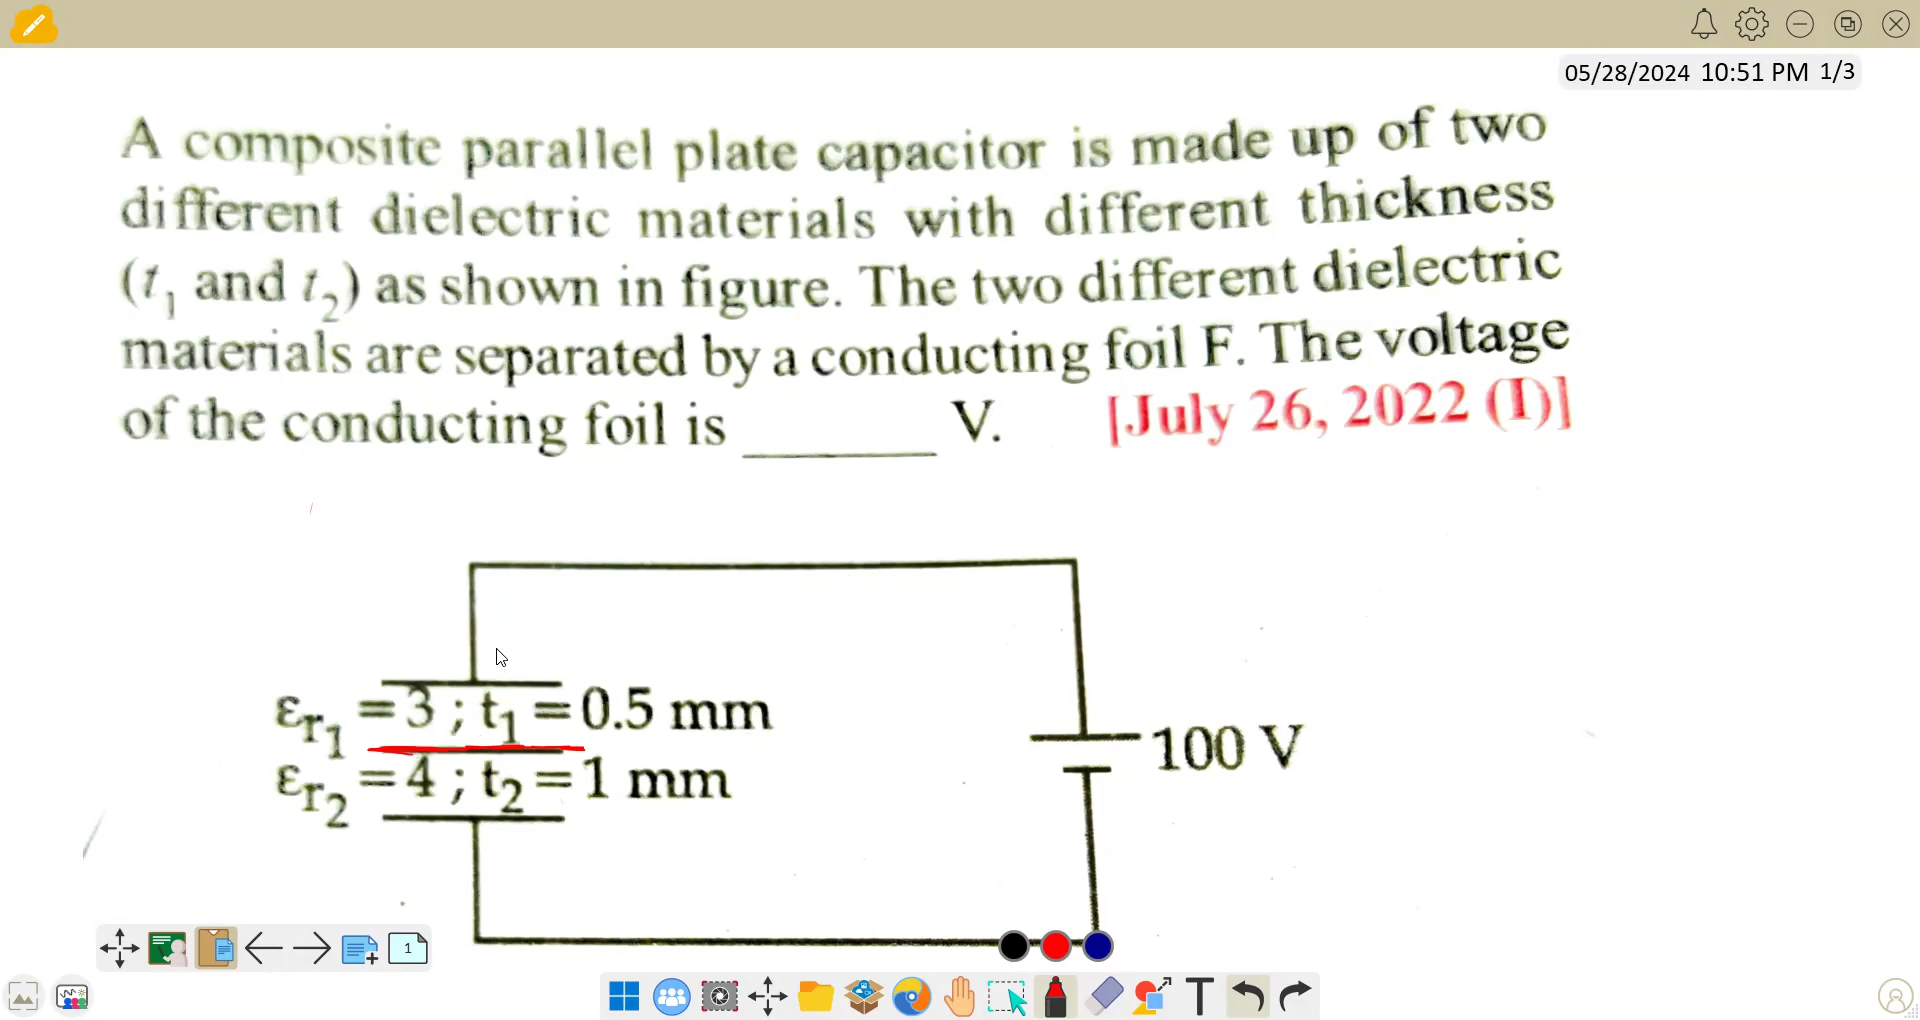 05/28/2024 10:51 PM 1/3
A composite parallel plate capacitor is made up of two
different dielectric materials with different thickness
(t₁ and t₂) as shown in figure. The two different dielectric
materials are separated by a conducting foil F. The voltage
of the conducting foil is ________ V. [July 26, 2022 (I)]
εr₁ = 3 ; t₁ = 0.5 mm
εr₂ = 4 ; t₂ = 1 mm
100 V
1
T